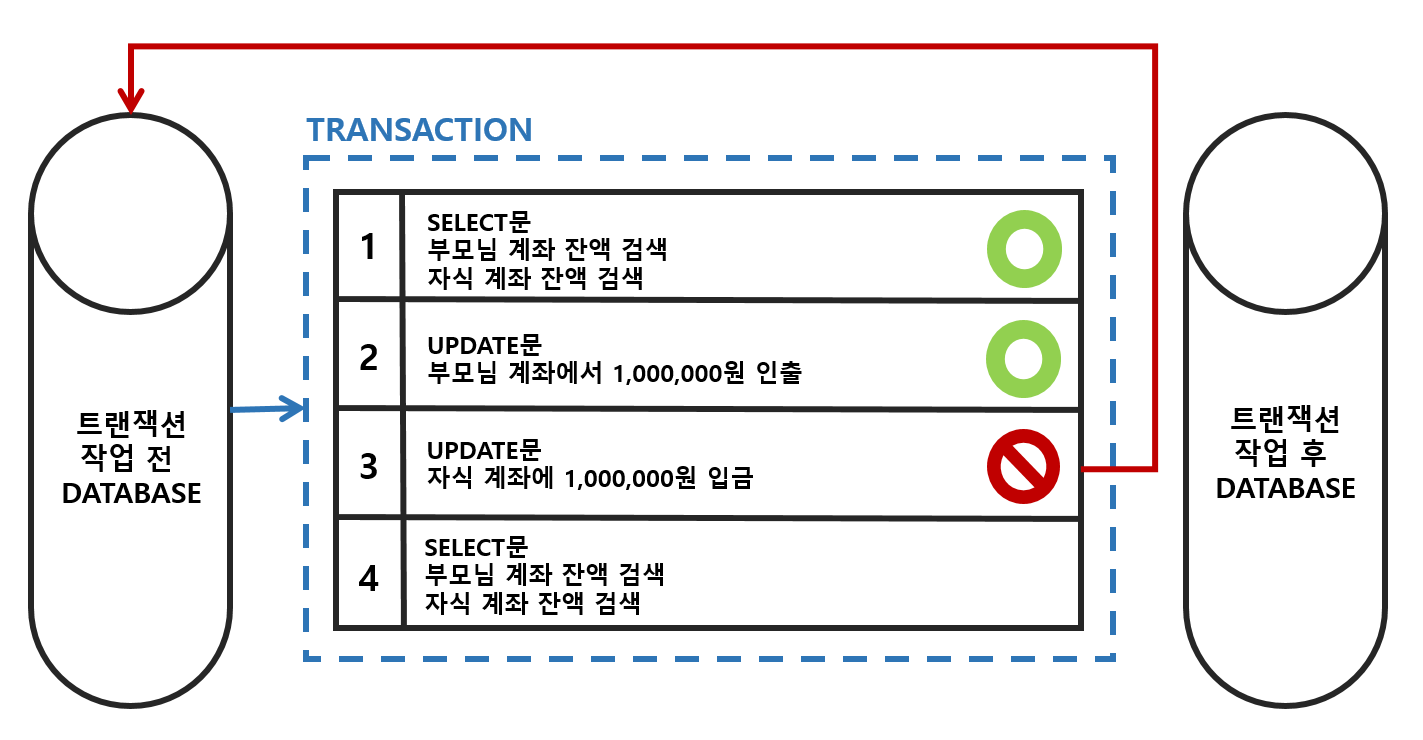 TRANSACTION
트랜잭션
작업 전
DATABASE
1
SELECT문
부모님 계좌 잔액 검색
자식 계좌 잔액 검색
2
UPDATE문
부모님 계좌에서 1,000,000원 인출
3
UPDATE문
자식 계좌에 1,000,000원 입금
4
SELECT문
부모님 계좌 잔액 검색
자식 계좌 잔액 검색
트랜잭션
작업 후
DATABASE